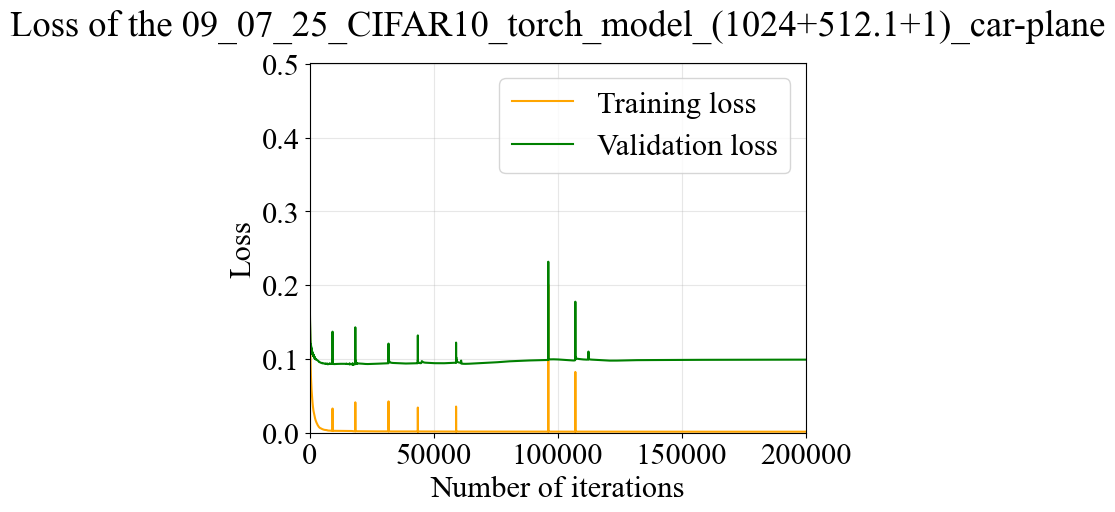 Loss of the 09_07_25_CIFAR10_torch_model_(1024+512.1+1)_car-plane
0.5
0.4
0.3
0.2
0.1
0.0
Loss
Training loss
Validation loss
0 50000 100000 150000 200000
Number of iterations